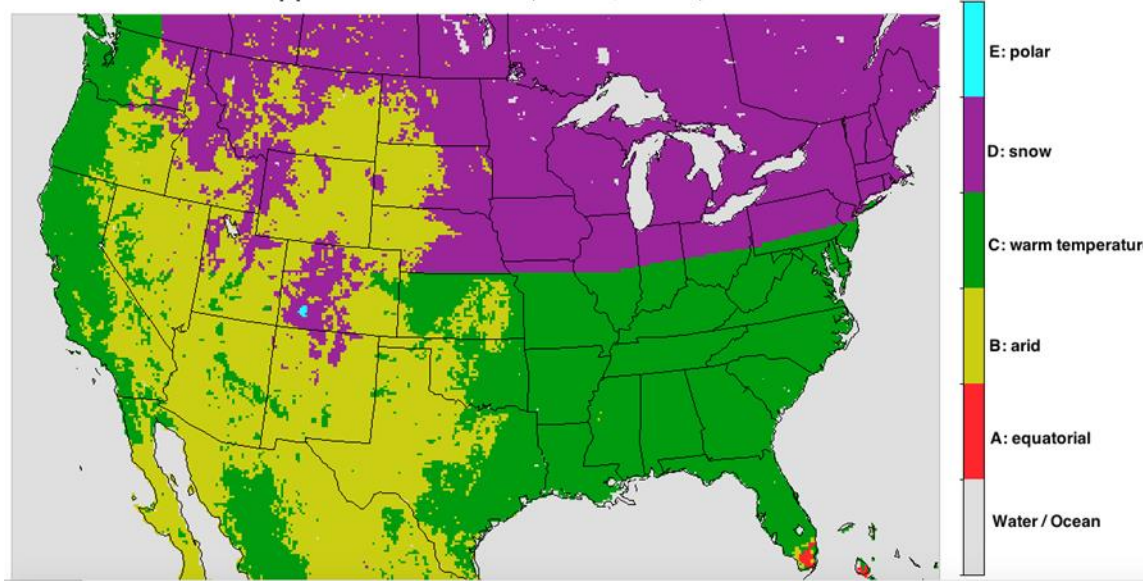 E: polar
D: snow
C: warm temperatur
B: arid
A: equatorial
Water / Ocean